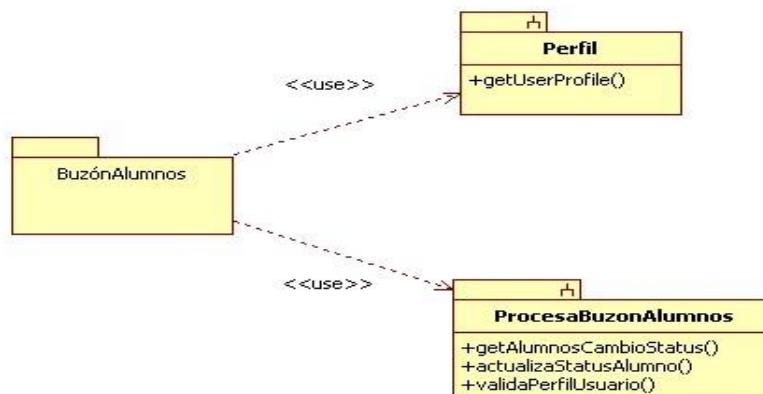 Perfil
+getUserProfile()
<<use>>
BuzónAlumnos
<<use>>
ProcesaBuzonAlumnos
+getAlumnosCambioStatus()
+actualizaStatusAlumno()
+validaPerfilUsuario()